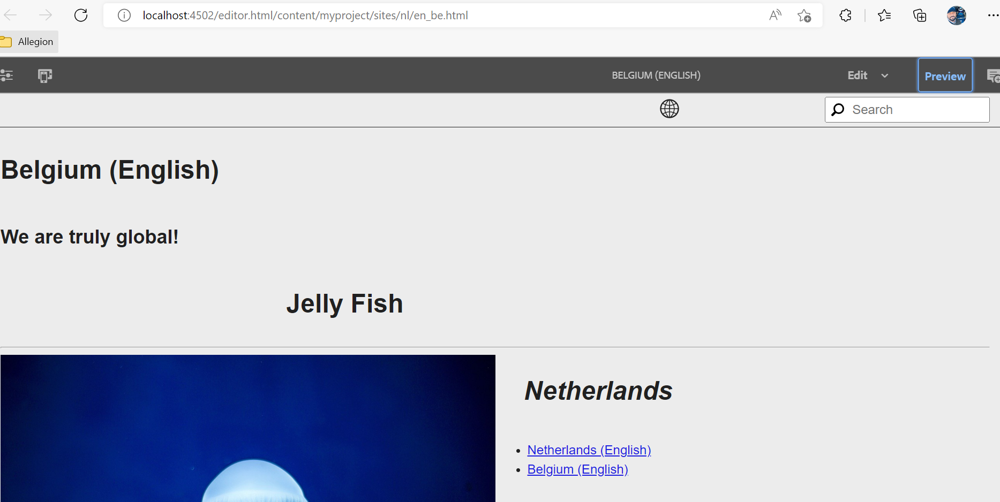 localhost:4502/editor.html/content/myproject/sites/nl/en_be.html
Allegion
BELGIUM (ENGLISH)
Edit
Preview
Search
Belgium (English)
We are truly global!
Jelly Fish
Netherlands
Netherlands (English)
Belgium (English)